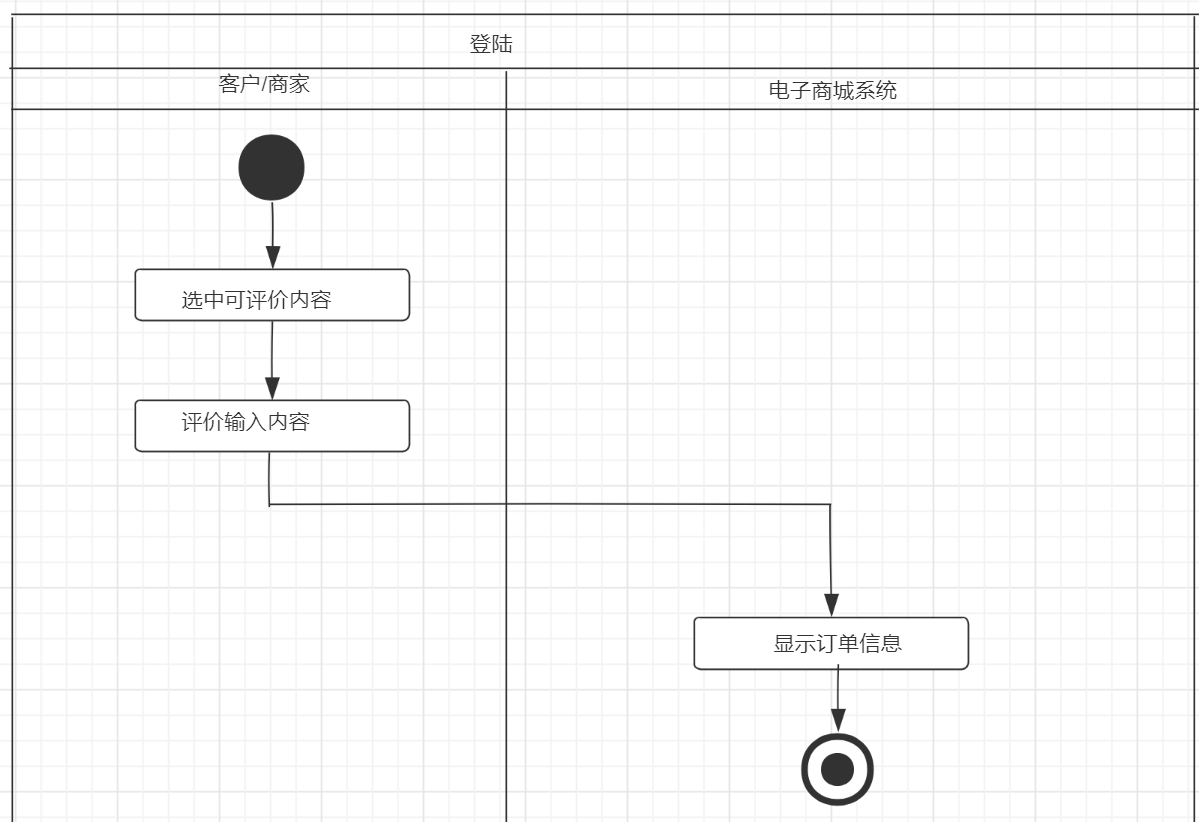 登陆
客户/商家
电子商城系统
选中可评价内容
评价输入内容
显示订单信息